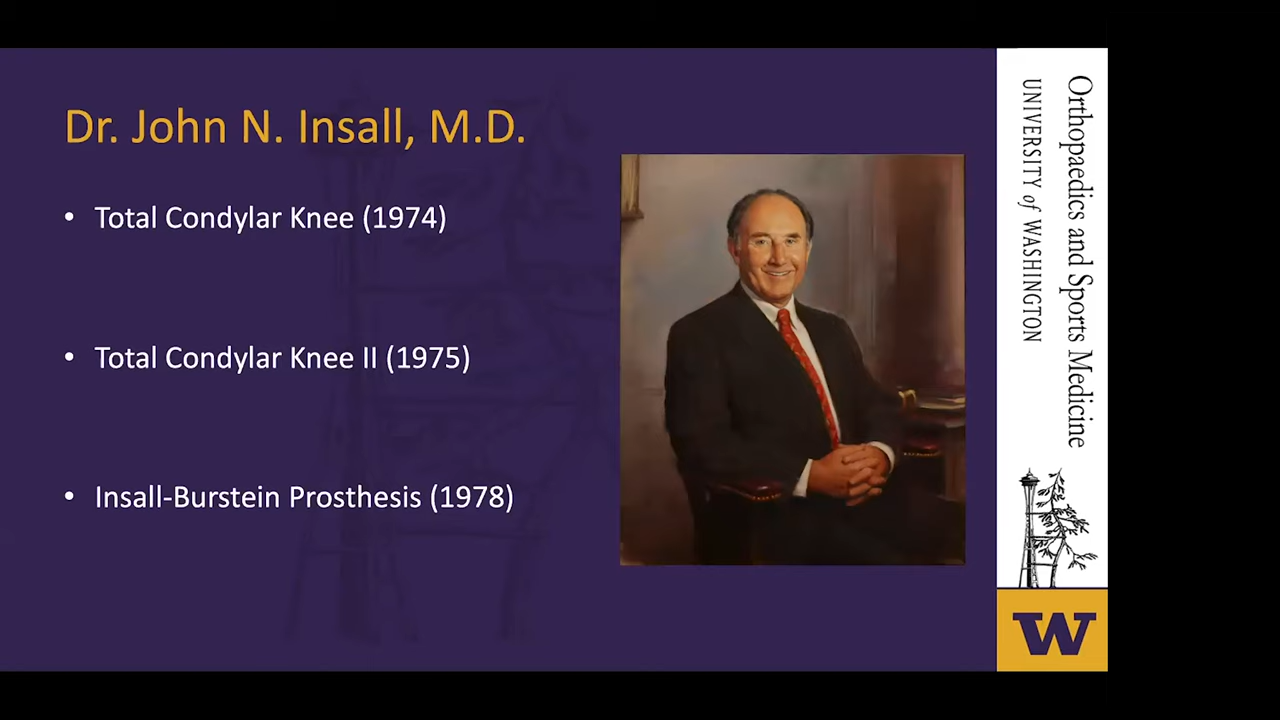 Dr. John N. Insall, M.D.
• Total Condylar Knee (1974)
• Total Condylar Knee II (1975)
• Insall-Burstein Prosthesis (1978)
Orthopaedics and Sports Medicine
UNIVERSITY of WASHINGTON
W